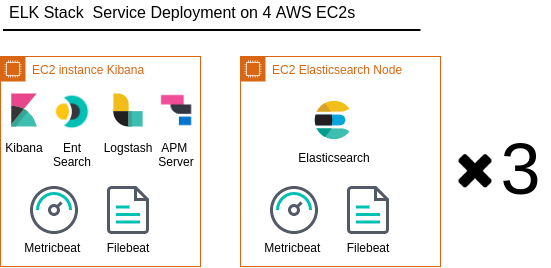 ELK Stack  Service Deployment on 4 AWS EC2s
EC2 instance Kibana
Kibana
Ent
Search
Logstash
APM
Server
Metricbeat
Filebeat
EC2 Elasticsearch Node
Elasticsearch
Metricbeat
Filebeat
✖ 3